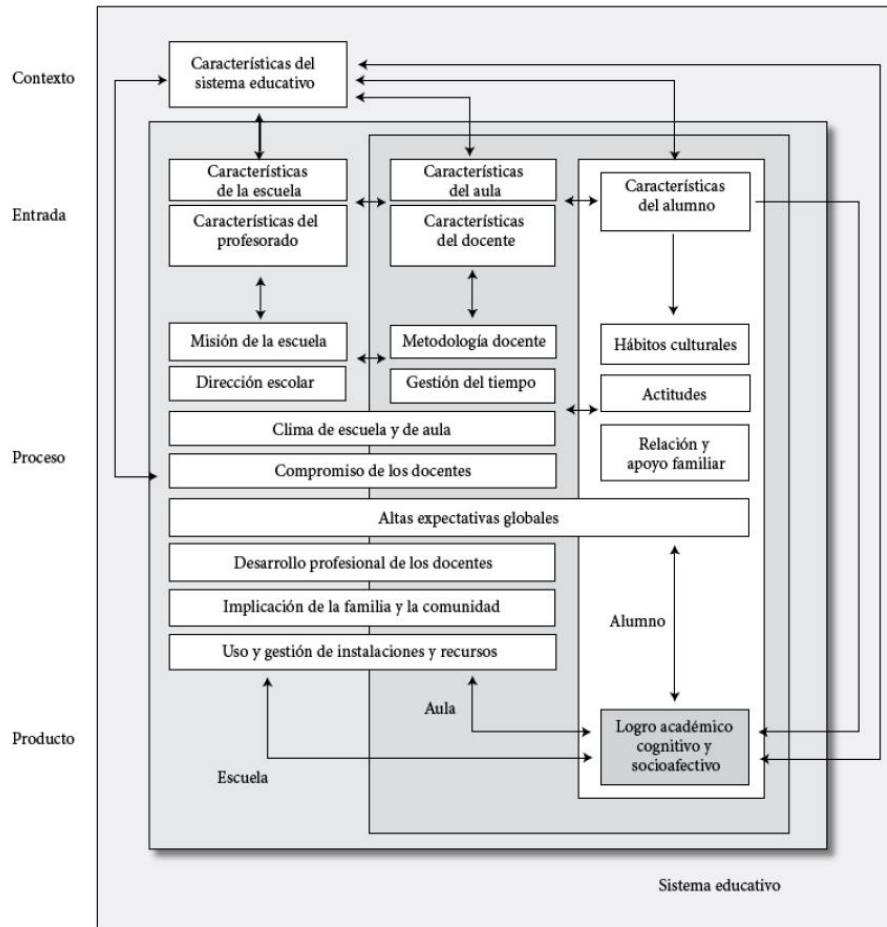 Contexto
Características del
sistema educativo
Entrada
Características
de la escuela
Características del
profesorado
Características
del aula
Características
del docente
Características
del alumno
Proceso
Misión de la escuela
Dirección escolar
Metodología docente
Gestión del tiempo
Hábitos culturales
Actitudes
Relación y
apoyo familiar
Clima de escuela y de aula
Compromiso de los docentes
Altas expectativas globales
Desarrollo profesional de los docentes
Implicación de la familia y la comunidad
Uso y gestión de instalaciones y recursos
Alumno
Aula
Escuela
Producto
Logro académico
cognitivo y
socioafectivo
Sistema educativo